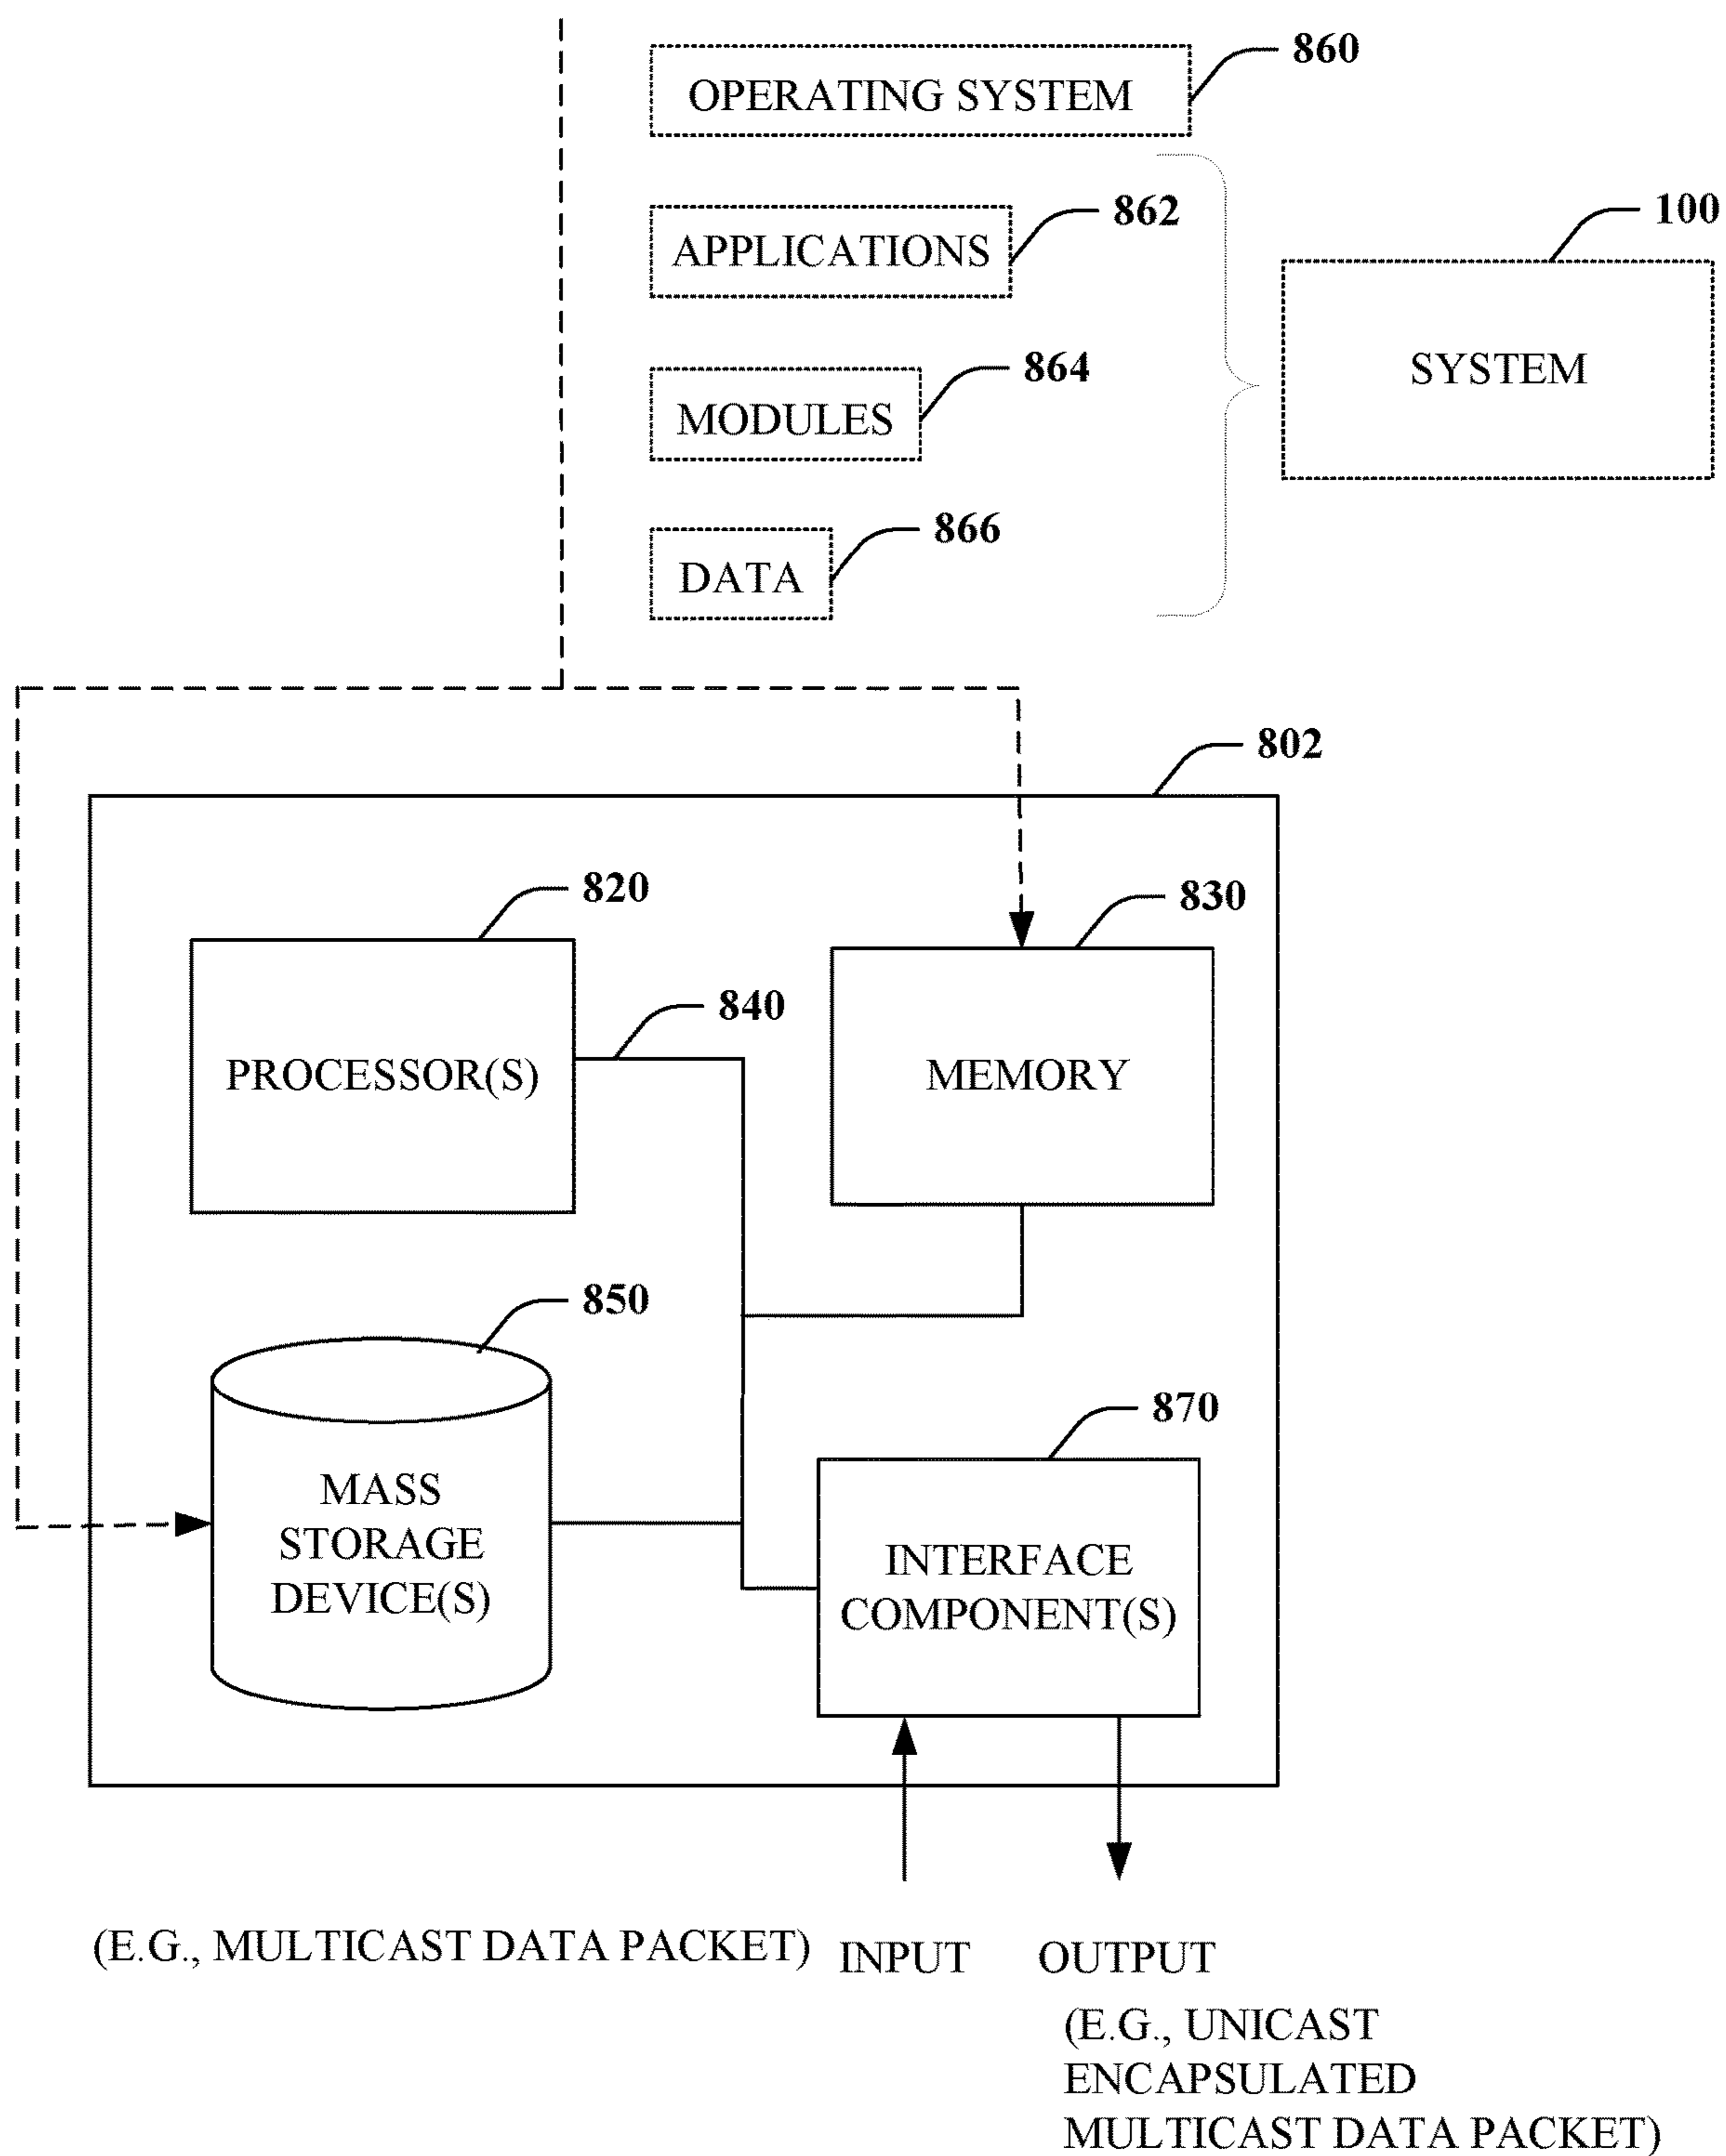 860
OPERATING SYSTEM
862
100
APPLICATIONS
864
SYSTEM
MODULES
866
DATA
802
820
830
840
PROCESSOR(S)
MEMORY
850
870
MASS
STORAGE
DEVICE(S)
INTERFACE
COMPONENT(S)
(E.G., MULTICAST DATA PACKET)
INPUT
OUTPUT
(E.G., UNICAST
ENCAPSULATED
MULTICAST DATA PACKET)